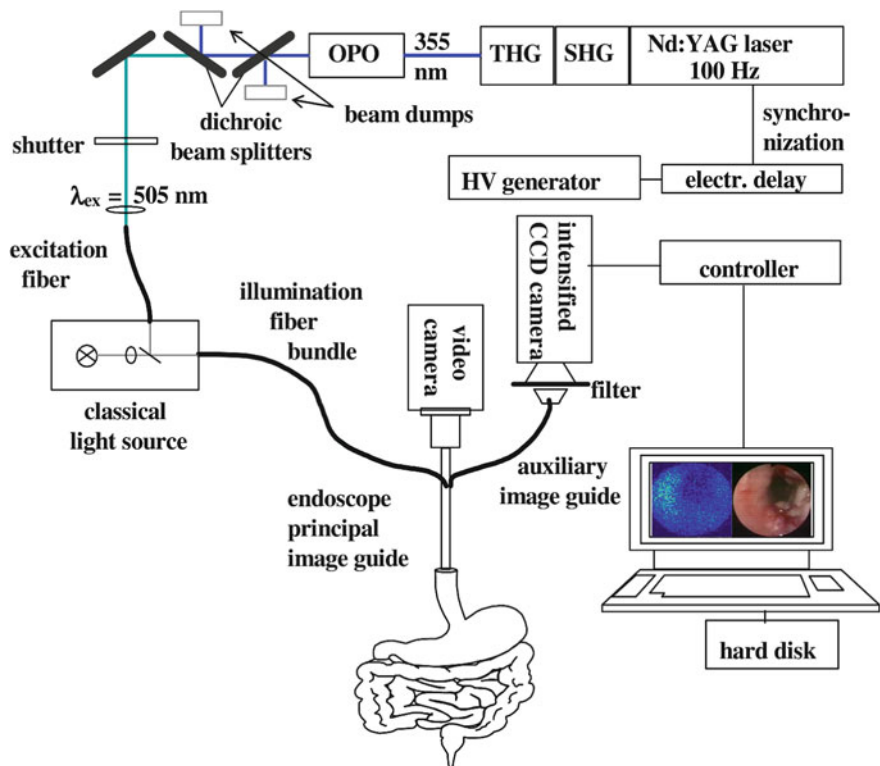 OPO
355
nm
THG
SHG
Nd:YAG laser
100 Hz
dichroic
beam splitters
beam dumps
synchro-
nization
shutter
HV generator
electr. delay
λex = 505 nm
excitation
fiber
illumination
fiber
bundle
video
camera
intensified
CCD camera
controller
filter
classical
light source
auxiliary
image guide
endoscope
principal
image guide
hard disk